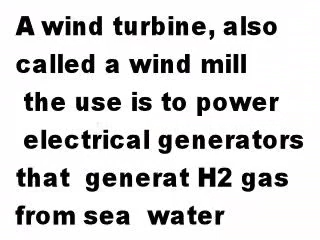 A wind turbine, also
called a wind mill
the use is to power
electrical generators
that generat H2 gas
from sea water